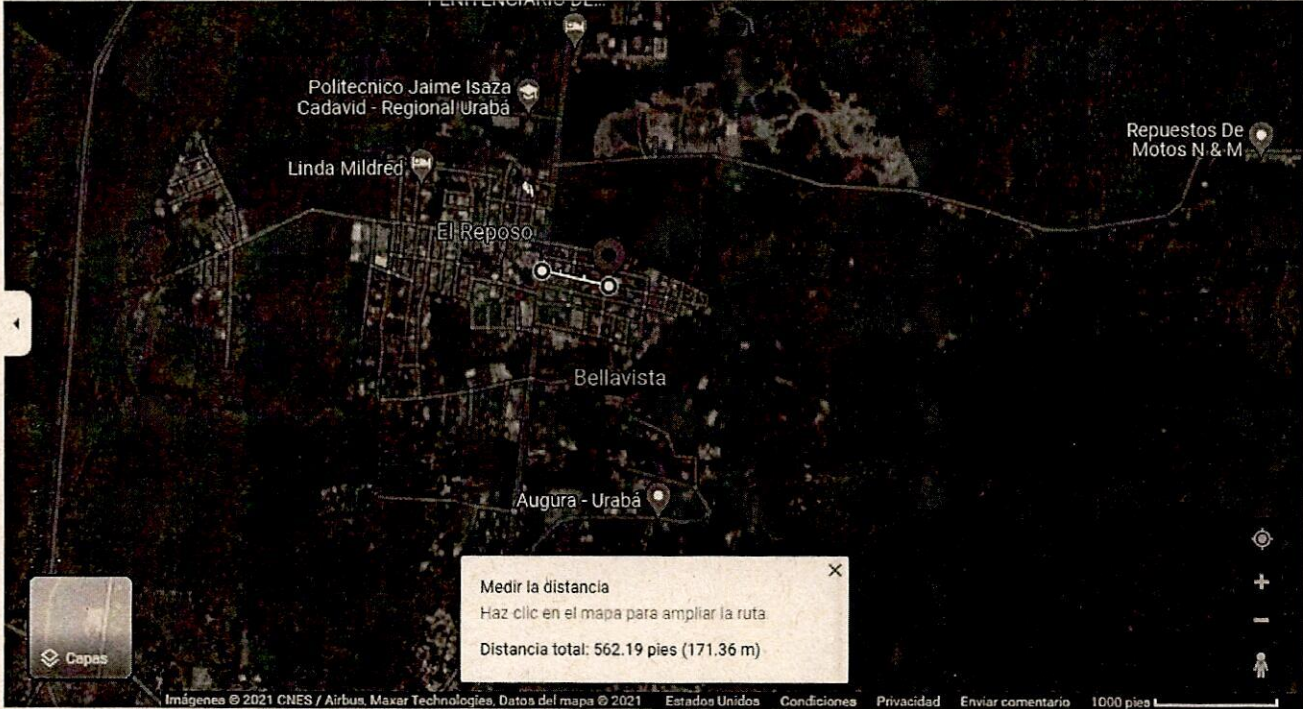 PENITENCIARIO DE...
Politecnico Jaime Isaza
Cadavid - Regional Urabá
Repuestos De
Motos N & M
Linda Mildred
El Reposo
Bellavista
Augura - Urabá
Medir la distancia
Haz clic en el mapa para ampliar la ruta
Distancia total: 562.19 pies (171.36 m)
Capas
Imágenes © 2021 CNES / Airbus, Maxar Technologies, Datos del mapa © 2021 Estados Unidos Condiciones Privacidad Enviar comentario 1000 pies